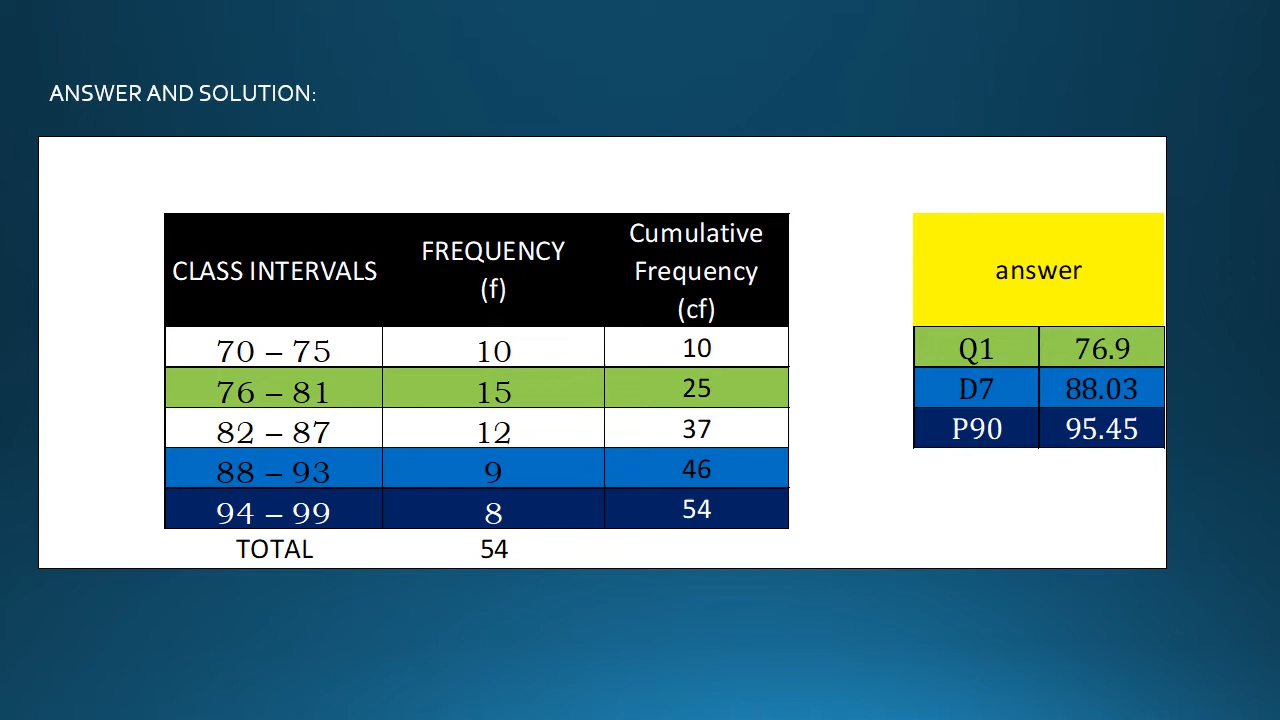 ANSWER AND SOLUTION:
CLASS INTERVALS
FREQUENCY
(f)
Cumulative
Frequency
(cf)
answer
70 – 75 10 10 Q1 76.9
76 – 81 15 25 D7 88.03
82 – 87 12 37 P90 95.45
88 – 93 9 46
94 – 99 8 54
TOTAL 54